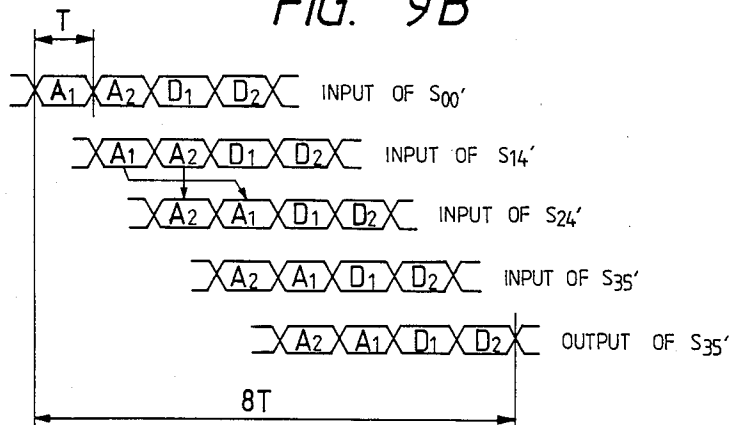 FIG. 9B
T
A1 A2 D1 D2 INPUT OF S00'
A1 A2 D1 D2 INPUT OF S14'
A2 A1 D1 D2 INPUT OF S24'
A2 A1 D1 D2 INPUT OF S35'
A2 A1 D1 D2 OUTPUT OF S35'
8T